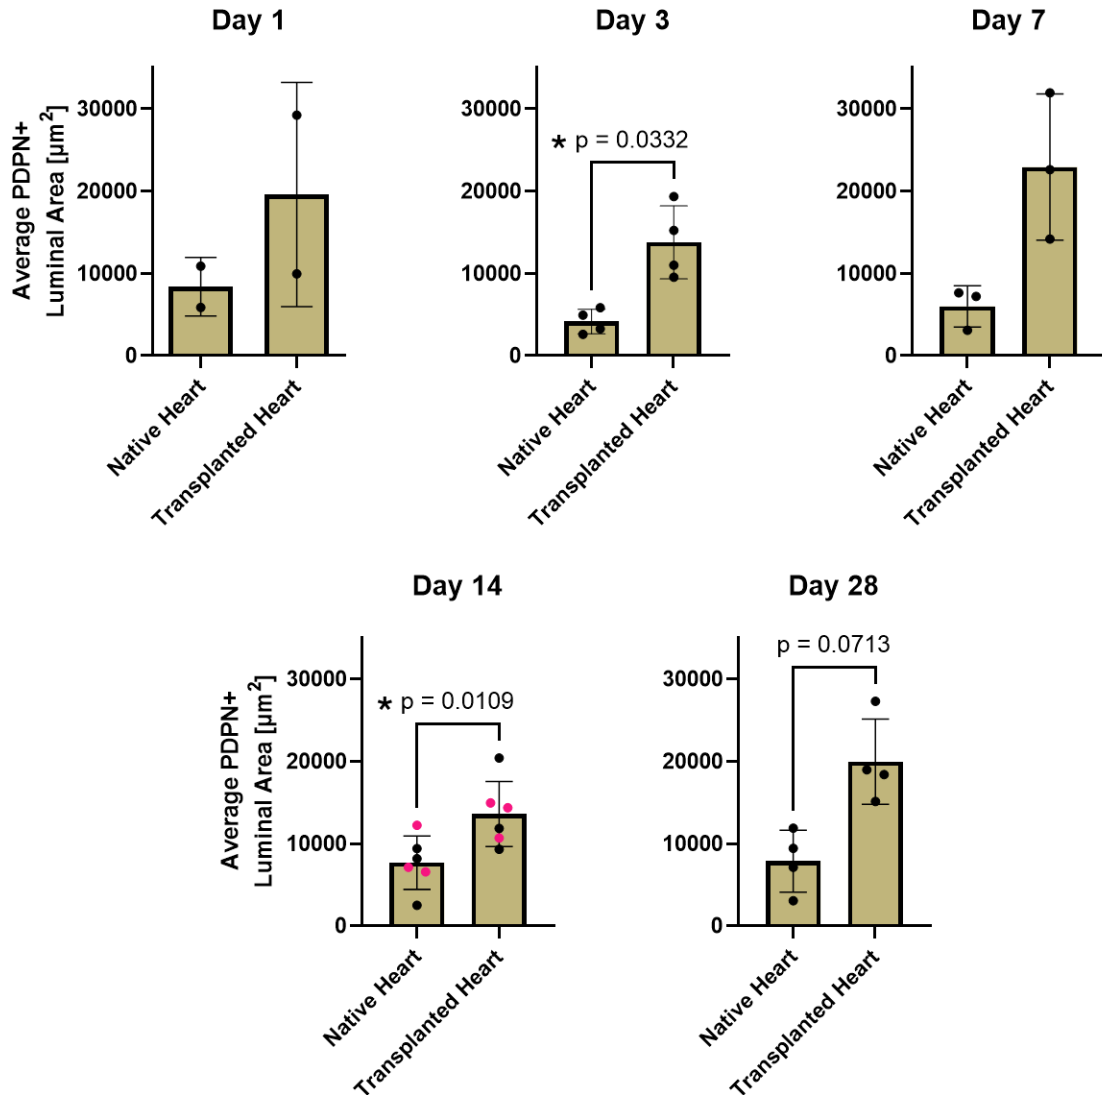 Day 1
Day 3
Day 7
Average PDPN+
Luminal Area [µm²]
30000
20000
10000
0
Native Heart
Transplanted Heart
30000
20000
10000
0
* p = 0.0332
Native Heart
Transplanted Heart
30000
20000
10000
0
Native Heart
Transplanted Heart
Day 14
Day 28
Average PDPN+
Luminal Area [µm²]
30000
20000
10000
0
* p = 0.0109
Native Heart
Transplanted Heart
30000
20000
10000
0
p = 0.0713
Native Heart
Transplanted Heart